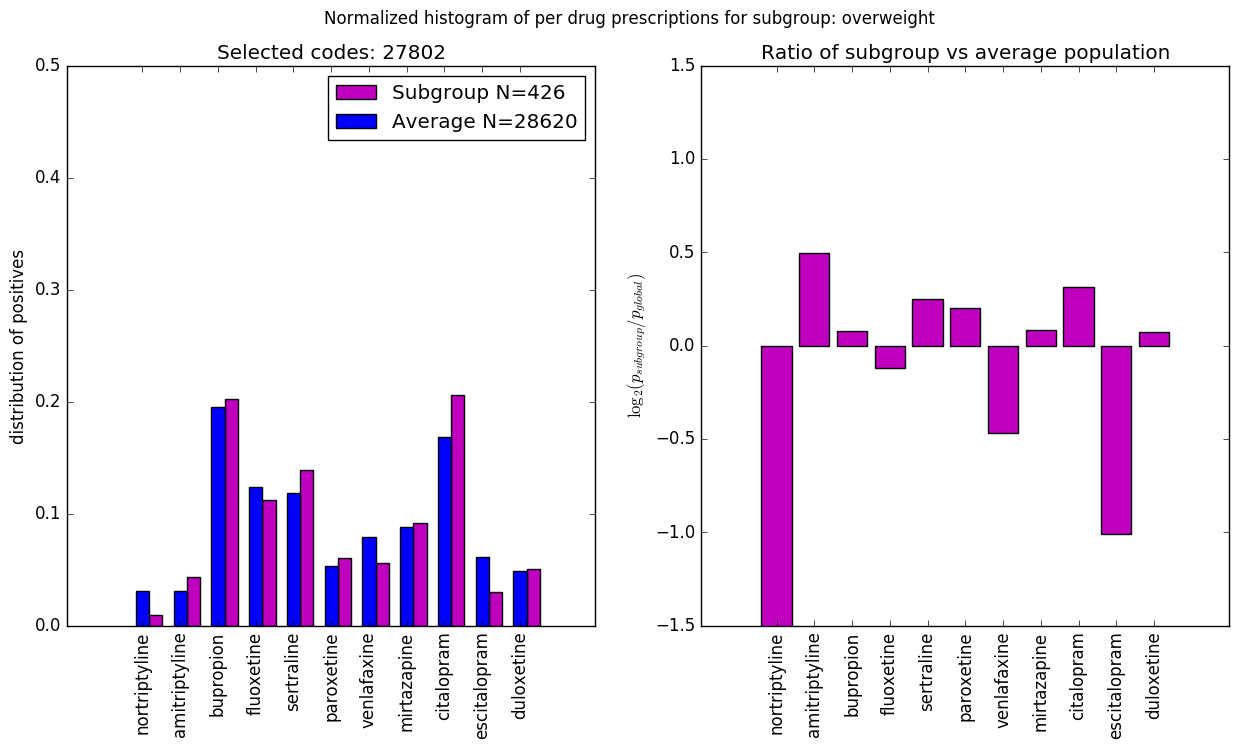 Normalized histogram of per drug prescriptions for subgroup: overweight
Selected codes: 27802
0.5
0.4
0.3
0.2
0.1
0.0
distribution of positives
Subgroup N=426
Average N=28620
nortriptyline
amitriptyline
bupropion
fluoxetine
sertraline
paroxetine
venlafaxine
mirtazapine
citalopram
escitalopram
duloxetine
Ratio of subgroup vs average population
1.5
1.0
0.5
0.0
−0.5
−1.0
−1.5
log₂(p_subgroup/p_global)
nortriptyline
amitriptyline
bupropion
fluoxetine
sertraline
paroxetine
venlafaxine
mirtazapine
citalopram
escitalopram
duloxetine